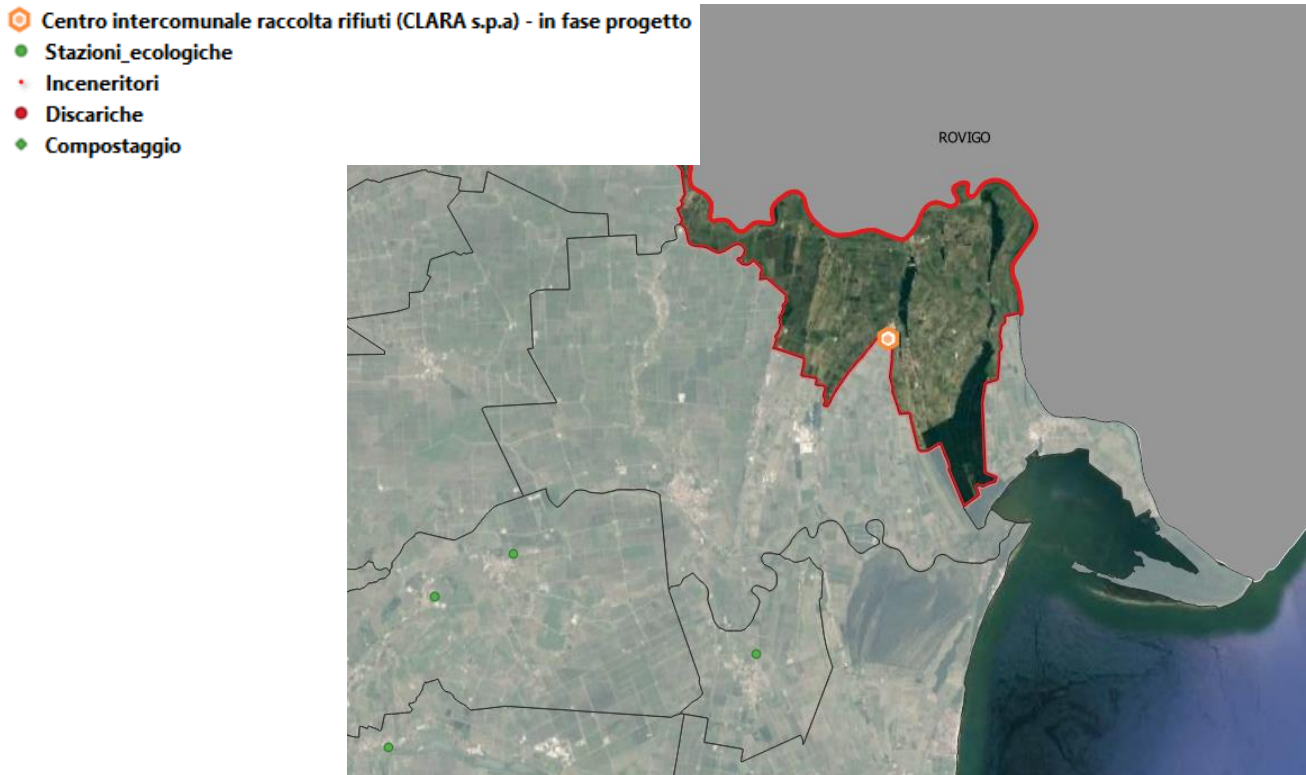 Centro intercomunale raccolta rifiuti (CLARA s.p.a) - in fase progetto
Stazioni_ecologiche
Inceneritori
Discariche
Compostaggio
ROVIGO